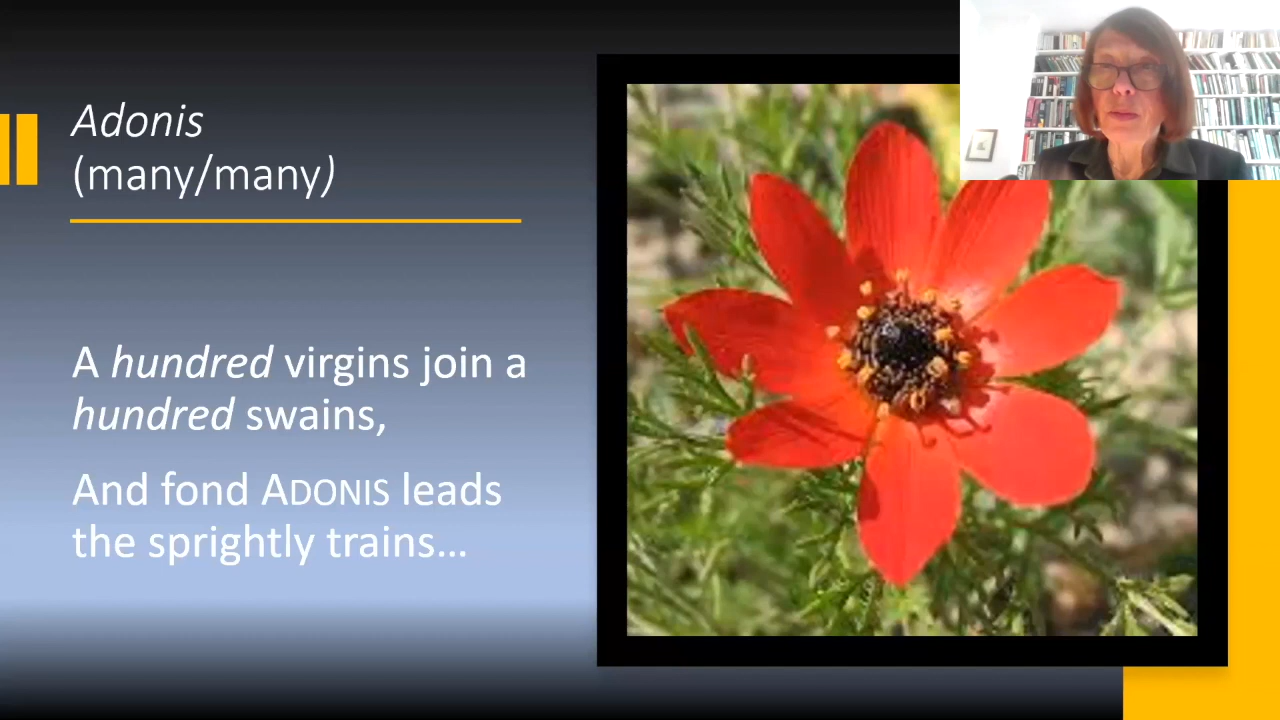 Adonis
(many/many)
A hundred virgins join a
hundred swains,
And fond ADONIS leads
the sprightly trains…